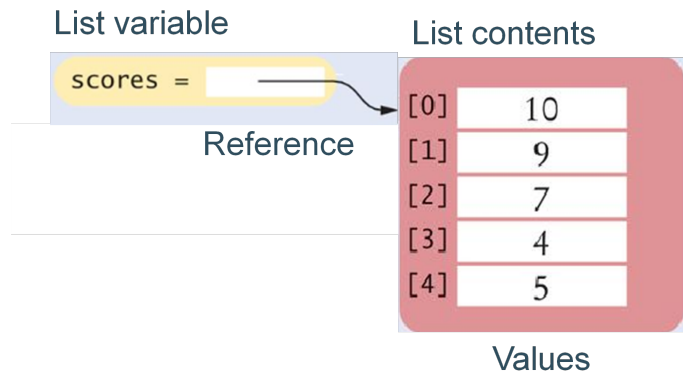 List variable
List contents
scores =
Reference
[0] 10
[1] 9
[2] 7
[3] 4
[4] 5
Values